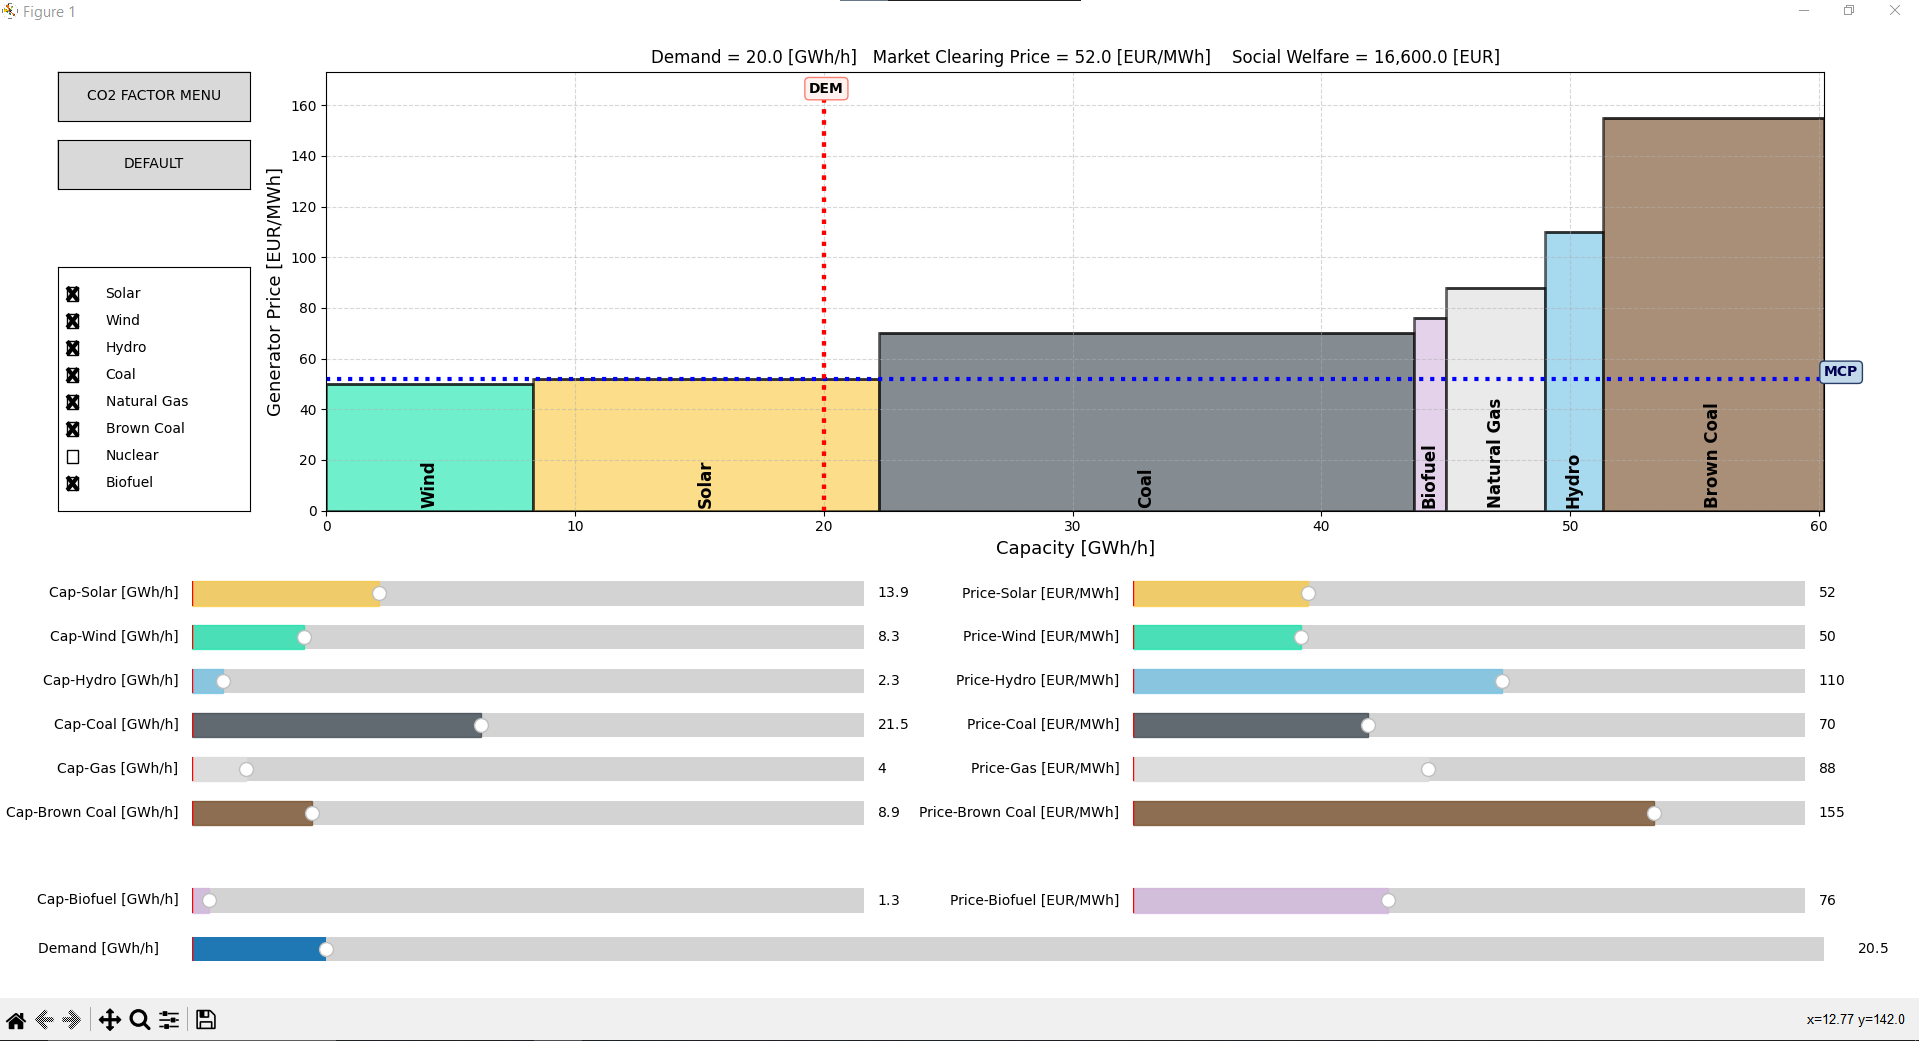 Figure 1
Demand = 20.0 [GWh/h]   Market Clearing Price = 52.0 [EUR/MWh]    Social Welfare = 16,600.0 [EUR]
CO2 FACTOR MENU
DEFAULT
Solar
Wind
Hydro
Coal
Natural Gas
Brown Coal
Nuclear
Biofuel
Generator Price [EUR/MWh]
160
140
120
100
80
60
40
20
0
DEM
MCP
Wind
Solar
Coal
Biofuel
Natural Gas
Hydro
Brown Coal
0 10 20 30 40 50 60
Capacity [GWh/h]
Cap-Solar [GWh/h] 13.9 Price-Solar [EUR/MWh] 52
Cap-Wind [GWh/h] 8.3 Price-Wind [EUR/MWh] 50
Cap-Hydro [GWh/h] 2.3 Price-Hydro [EUR/MWh] 110
Cap-Coal [GWh/h] 21.5 Price-Coal [EUR/MWh] 70
Cap-Gas [GWh/h] 4 Price-Gas [EUR/MWh] 88
Cap-Brown Coal [GWh/h] 8.9 Price-Brown Coal [EUR/MWh] 155
Cap-Biofuel [GWh/h] 1.3 Price-Biofuel [EUR/MWh] 76
Demand [GWh/h] 20.5
x=12.77 y=142.0